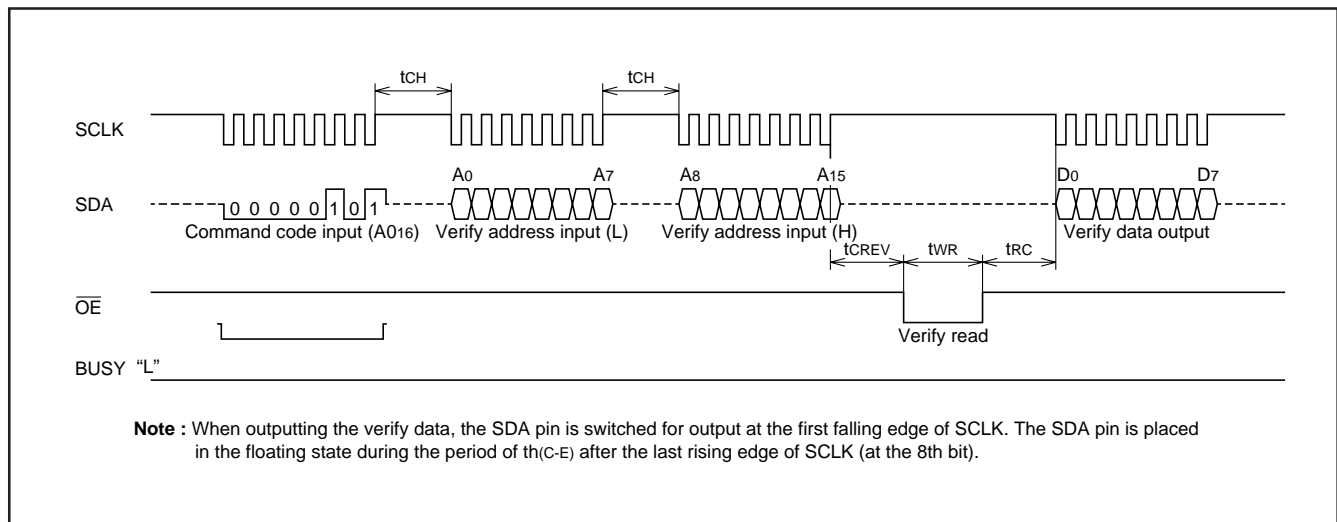 tCH
tCH
SCLK
A0
A7
A8
A15
D0
D7
SDA
0 0 0 0 0 1 0 1
Command code input (A016)
Verify address input (L)
Verify address input (H)
Verify data output
tCREV
tWR
tRC
OE
Verify read
BUSY “L”
Note : When outputting the verify data, the SDA pin is switched for output at the first falling edge of SCLK. The SDA pin is placed
in the floating state during the period of th(C-E) after the last rising edge of SCLK (at the 8th bit).